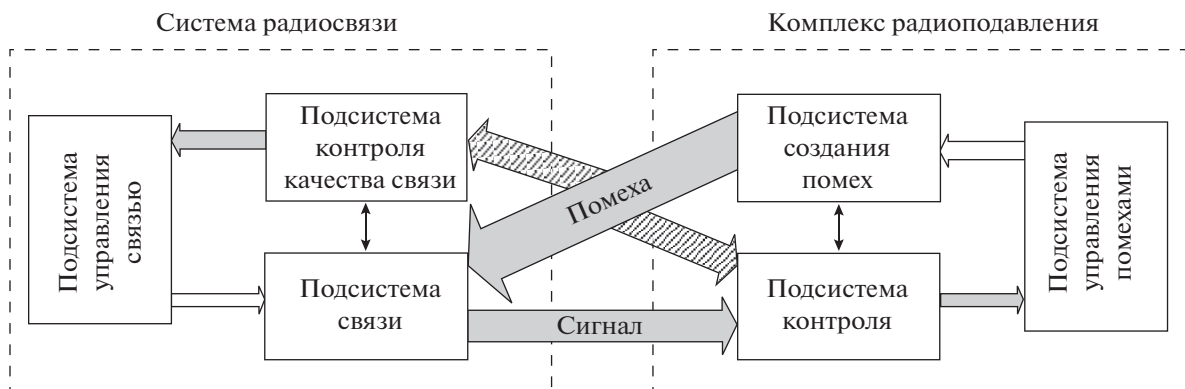 Система радиосвязи
Комплекс радиоподавления
Подсистема
управления
связью
Подсистема
контроля
качества связи
Подсистема
связи
Помеха
Сигнал
Подсистема
создания
помех
Подсистема
контроля
Подсистема
управления
помехами